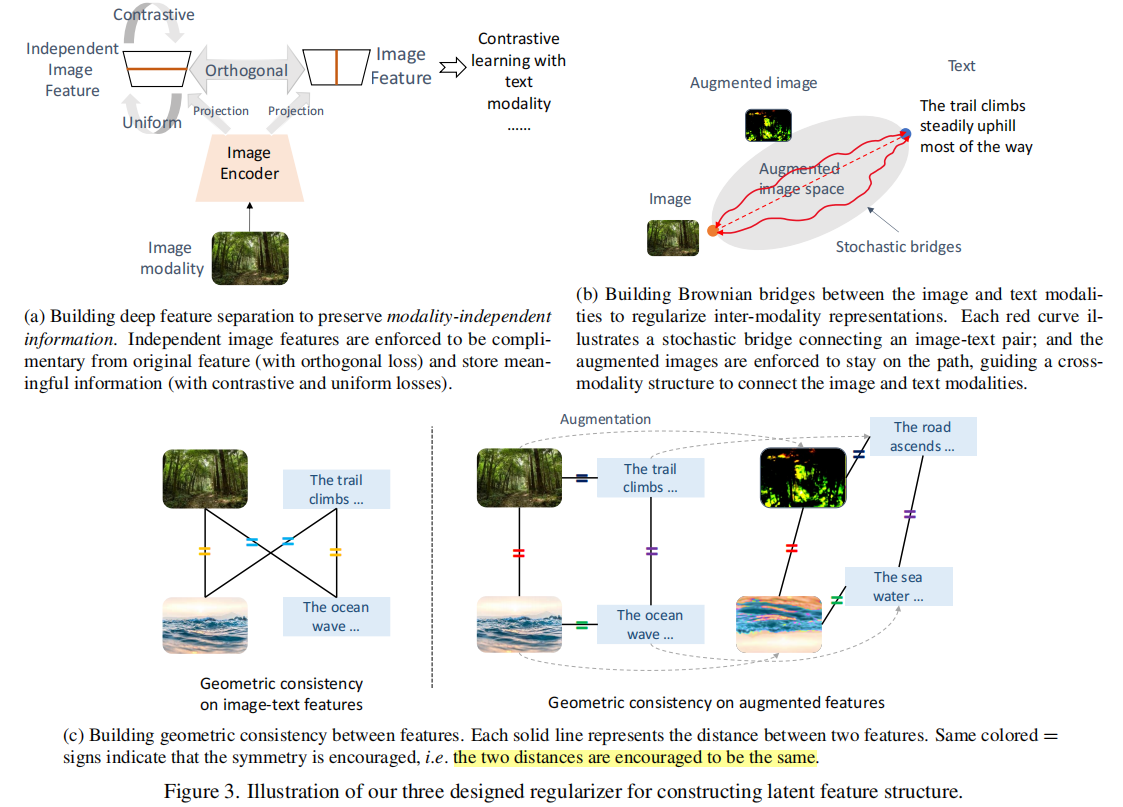 Contrastive
Independent
Image
Feature
Orthogonal
Image
Feature
Contrastive
learning with
text
modality
......
Uniform
Projection
Projection
Image
Encoder
Image
modality
(a) Building deep feature separation to preserve modality-independent
information. Independent image features are enforced to be compli-
mentary from original feature (with orthogonal loss) and store mean-
ingful information (with contrastive and uniform losses).
Text
Augmented image
The trail climbs
steadily uphill
most of the way
Augmented
image space
Image
Stochastic bridges
(b) Building Brownian bridges between the image and text modali-
ties to regularize inter-modality representations. Each red curve il-
lustrates a stochastic bridge connecting an image-text pair; and the
augmented images are enforced to stay on the path, guiding a cross-
modality structure to connect the image and text modalities.
The trail
climbs ...
=
=
=
=
The ocean
wave ...
Geometric consistency
on image-text features
Augmentation
The road
ascends ...
=
The trail
climbs ...
=
=
=
=
=
The sea
water ...
=
The ocean
wave ...
=
Geometric consistency on augmented features
(c) Building geometric consistency between features. Each solid line represents the distance between two features. Same colored =
signs indicate that the symmetry is encouraged, i.e. the two distances are encouraged to be the same.
Figure 3. Illustration of our three designed regularizer for constructing latent feature structure.